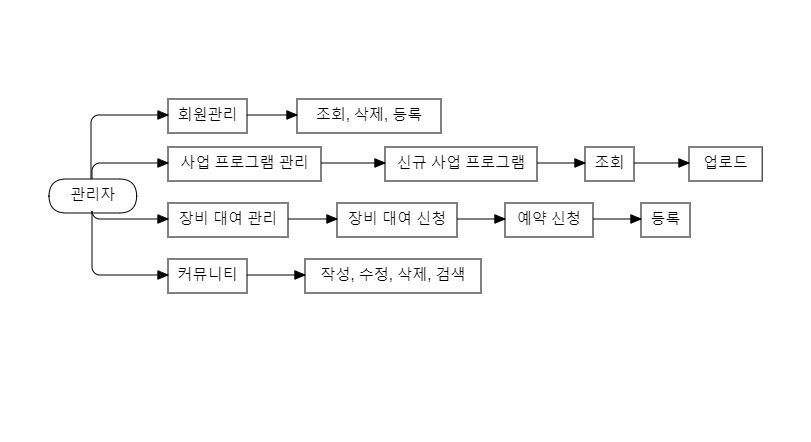 회원관리
조회, 삭제, 등록
사업 프로그램 관리
신규 사업 프로그램
조회
업로드
관리자
장비 대여 관리
장비 대여 신청
예약 신청
등록
커뮤니티
작성, 수정, 삭제, 검색